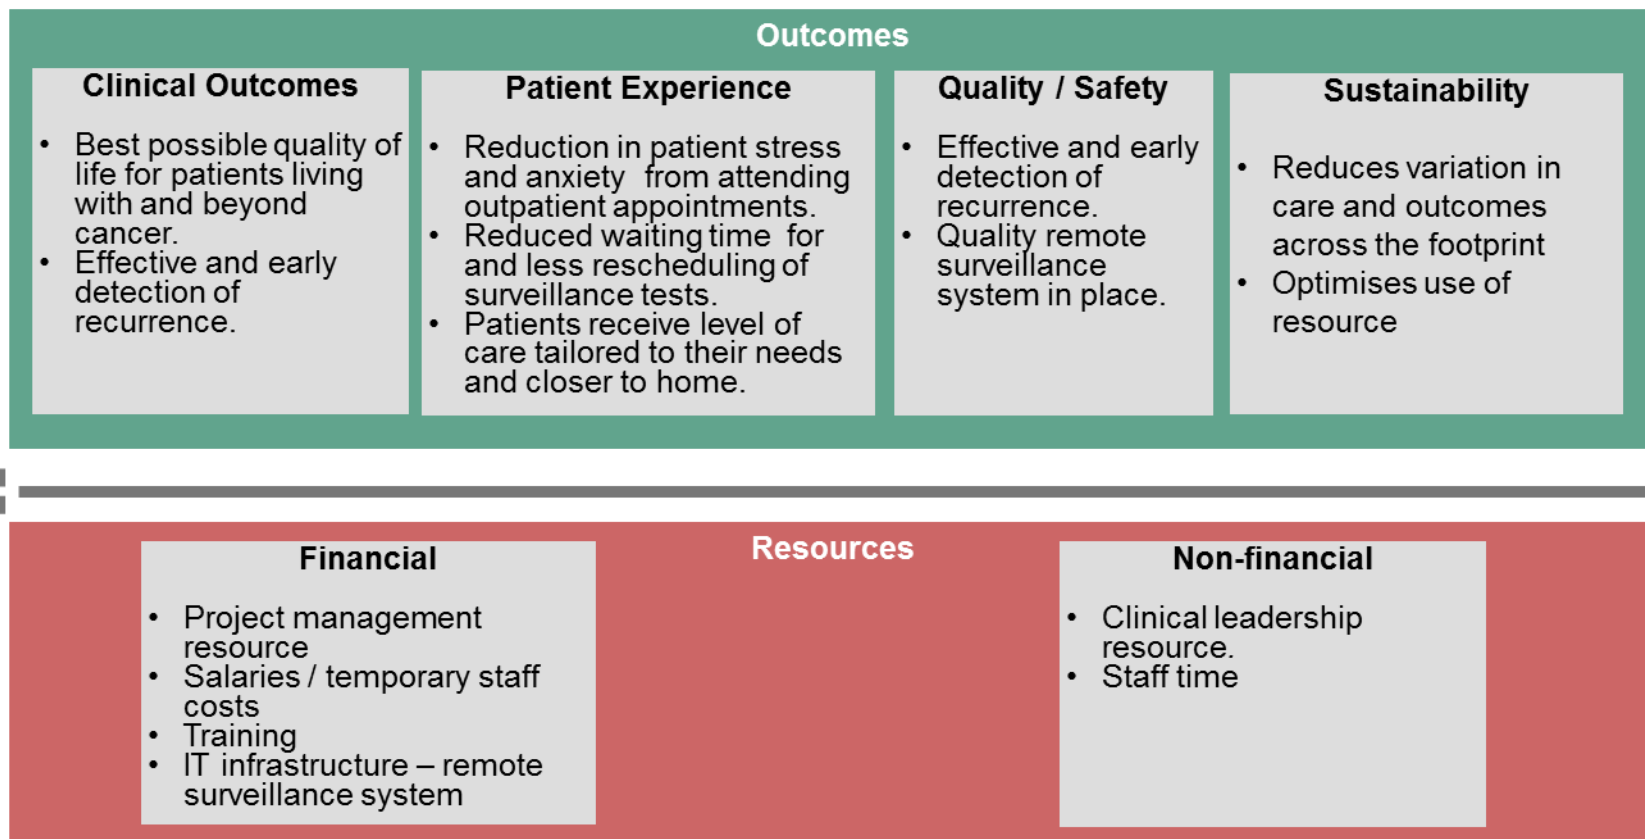 Outcomes
Clinical Outcomes
• Best possible quality of
life for patients living
with and beyond
cancer.
• Effective and early
detection of
recurrence.
Patient Experience
• Reduction in patient stress
and anxiety from attending
outpatient appointments.
• Reduced waiting time for
and less rescheduling of
surveillance tests.
• Patients receive level of
care tailored to their needs
and closer to home.
Quality / Safety
• Effective and early
detection of
recurrence.
• Quality remote
surveillance
system in place.
Sustainability
• Reduces variation in
care and outcomes
across the footprint
• Optimises use of
resource
Resources
Financial
• Project management
resource
• Salaries / temporary staff
costs
• Training
• IT infrastructure – remote
surveillance system
Non-financial
• Clinical leadership
resource.
• Staff time